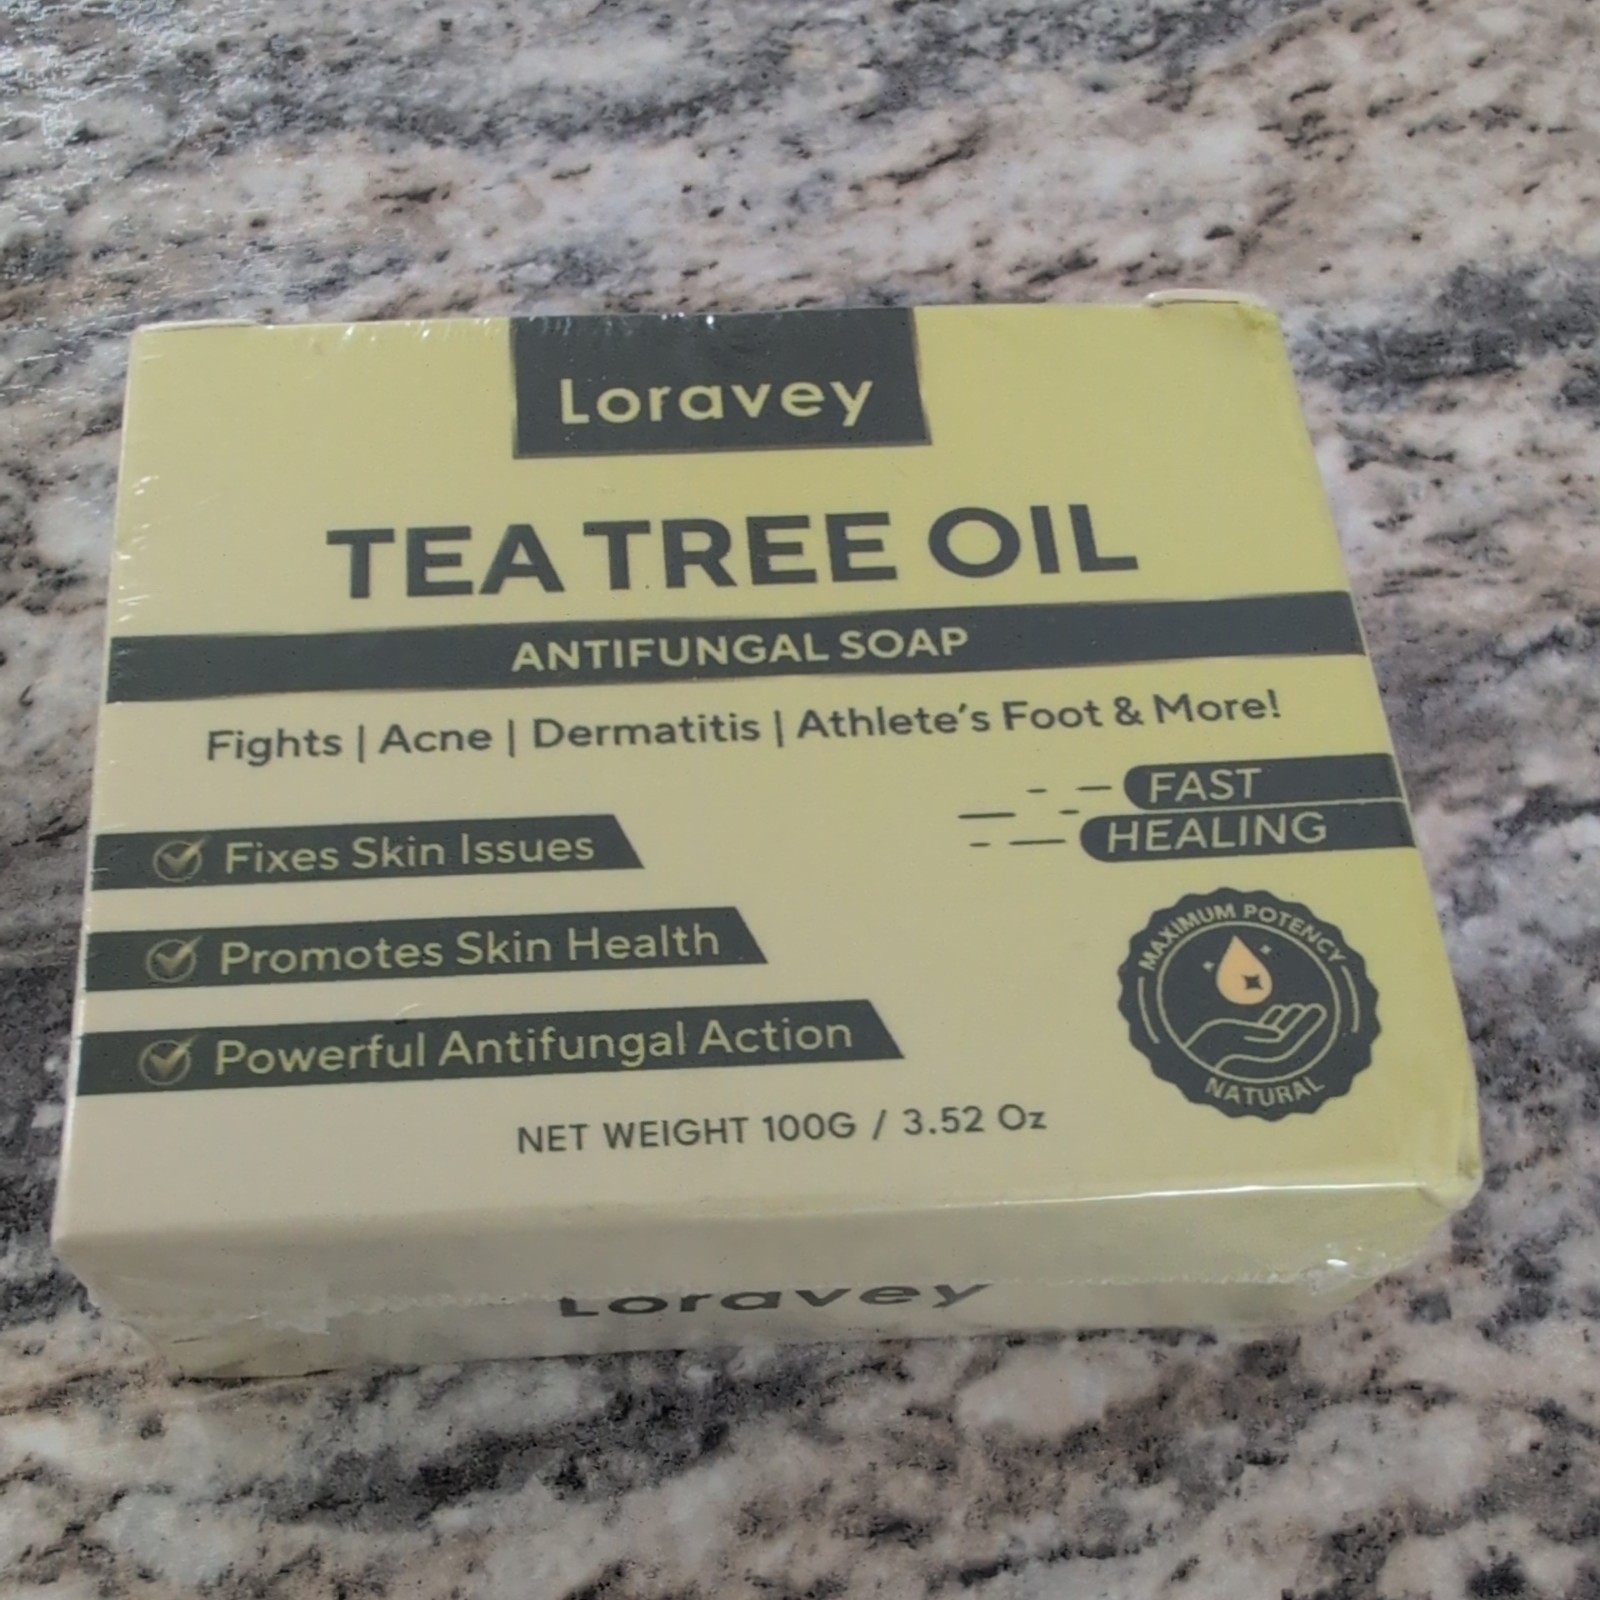 Loravey
TEA TREE OIL
ANTIFUNGAL SOAP
Fights | Acne | Dermatitis | Athlete's Foot & More!
FAST
HEALING
Fixes Skin Issues
Promotes Skin Health
Powerful Antifungal Action
MAXIMUM POTENCY
NATURAL
NET WEIGHT 100G / 3.52 Oz
Loravey